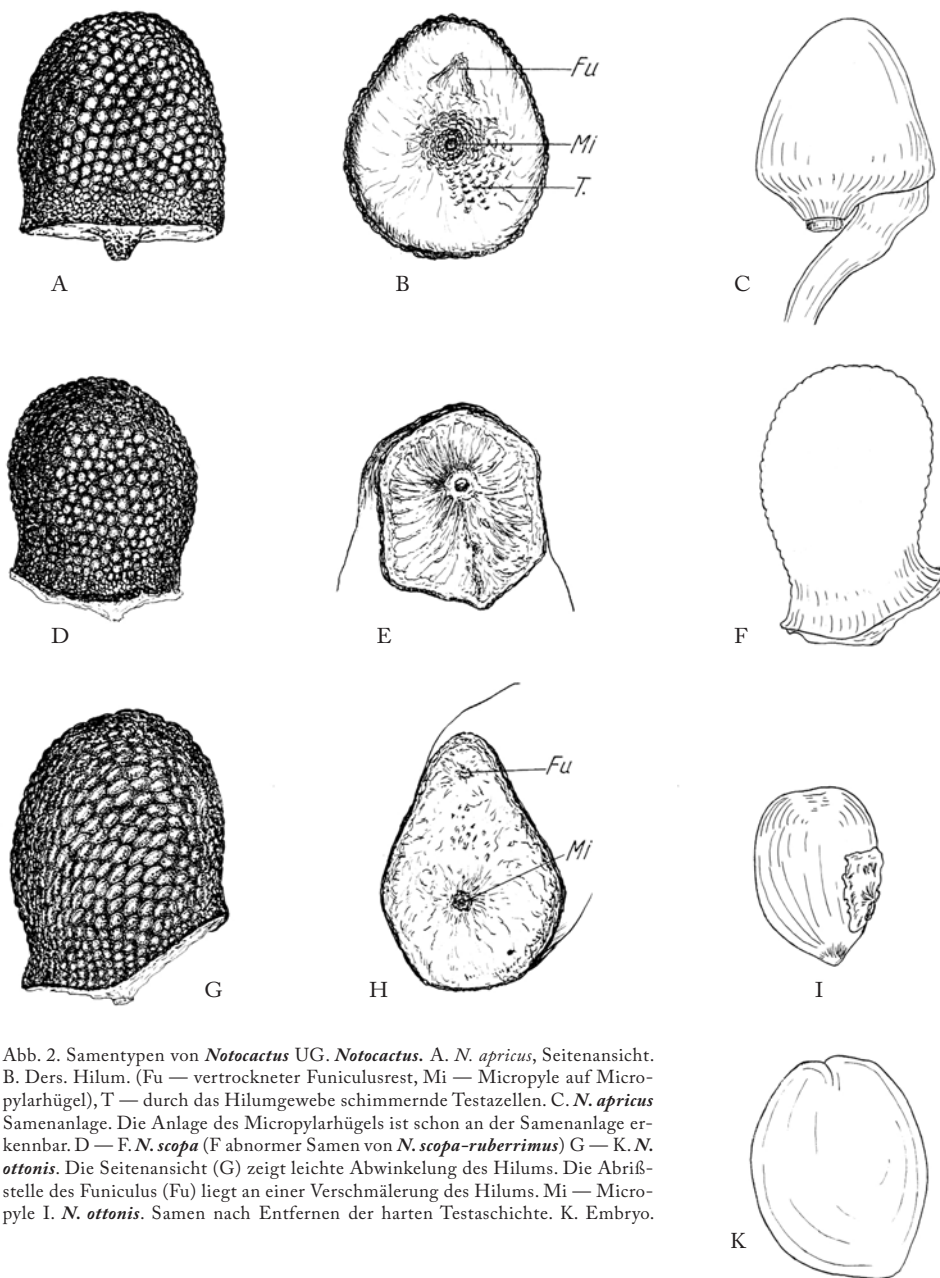 Fu
Mi
T.
A
B
C
D
E
F
Fu
Mi
G
H
I
Abb. 2. Samentypen von Notocactus UG. Notocactus. A. N. apricus, Seitenansicht.
B. Ders. Hilum. (Fu — vertrockneter Funiculusrest, Mi — Micropyle auf Micro-
pylarhügel), T — durch das Hilumgewebe schimmernde Testazellen. C. N. apricus
Samenanlage. Die Anlage des Micropylarhügels ist schon an der Samenanlage er-
kennbar. D — F. N. scopa (F abnormer Samen von N. scopa-ruberrimus) G — K. N.
ottonis. Die Seitenansicht (G) zeigt leichte Abwinkelung des Hilums. Die Abriß-
stelle des Funiculus (Fu) liegt an einer Verschmälerung des Hilums. Mi — Micro-
pyle I. N. ottonis. Samen nach Entfernen der harten Testaschichte. K. Embryo.
K